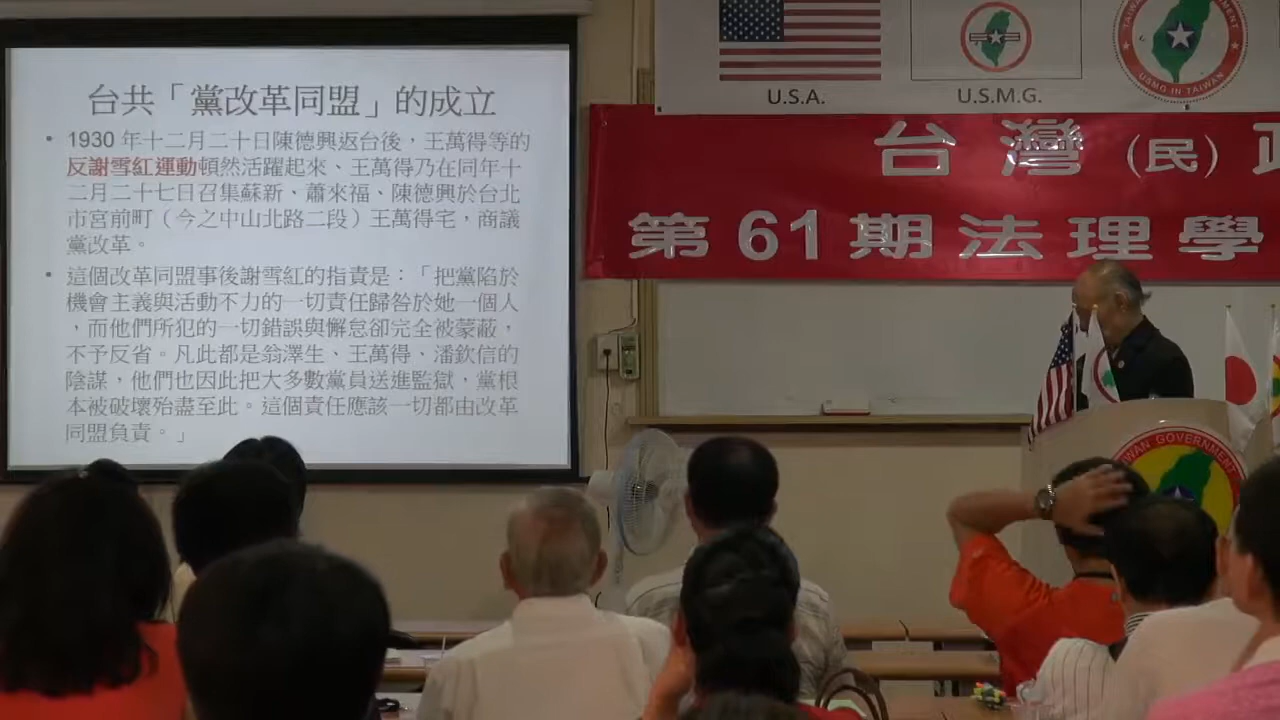 台共「黨改革同盟」的成立
• 1930 年十二月二十日陳德興返台後，王萬得等的
反謝雪紅運動頓然活躍起來、王萬得乃在同年十
二月二十七日召集蘇新、蕭來福、陳德興於台北
市宮前町（今之中山北路二段）王萬得宅，商議
黨改革。
• 這個改革同盟事後謝雪紅的指責是：「把黨陷於
機會主義與活動不力的一切責任歸咎於她一個人
，而他們所犯的一切錯誤與懈怠卻完全被蒙蔽，
不予反省。凡此都是翁澤生、王萬得、潘欽信的
陰謀，他們也因此把大多數黨員送進監獄，黨根
本被破壞殆盡至此。這個責任應該一切都由改革
同盟負責。」
U.S.A.
U.S.M.G.
USMG IN TAIWAN
台灣（民）政
第61期法理學
TAIWAN GOVERNMENT